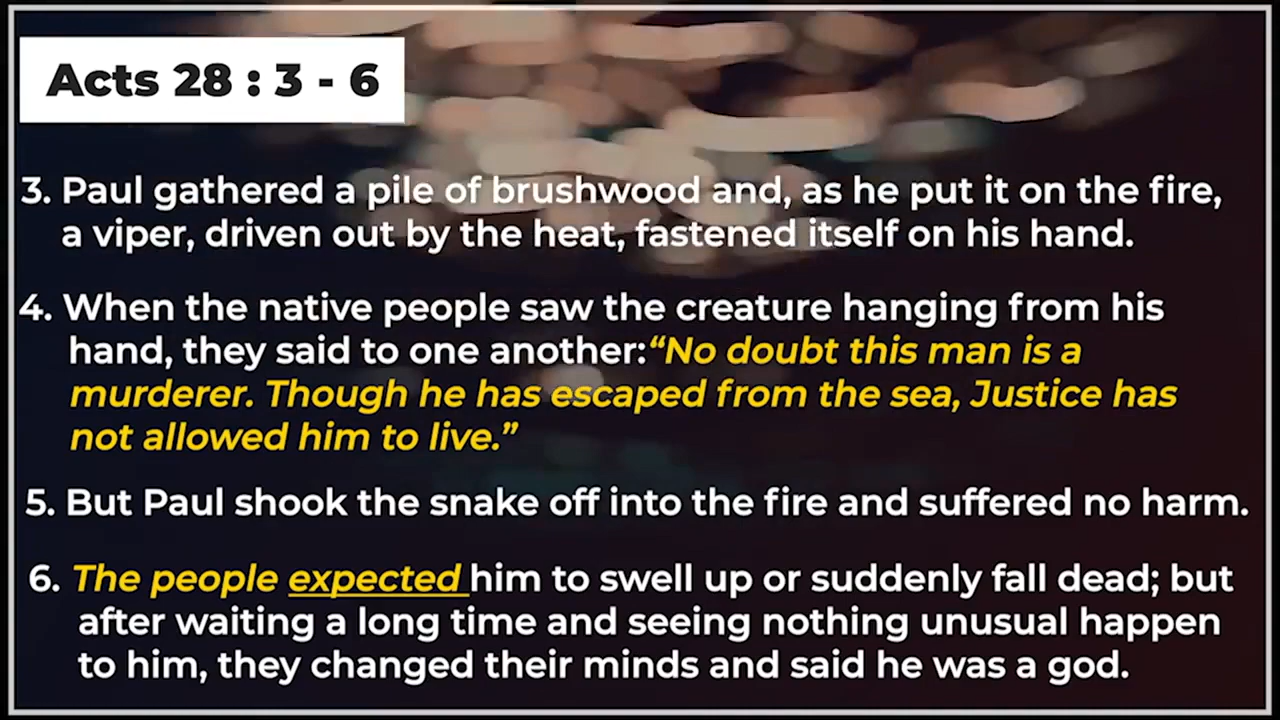 Acts 28 : 3 - 6
3. Paul gathered a pile of brushwood and, as he put it on the fire,
a viper, driven out by the heat, fastened itself on his hand.
4. When the native people saw the creature hanging from his
hand, they said to one another:“No doubt this man is a
murderer. Though he has escaped from the sea, Justice has
not allowed him to live.”
5. But Paul shook the snake off into the fire and suffered no harm.
6. The people expected him to swell up or suddenly fall dead; but
after waiting a long time and seeing nothing unusual happen
to him, they changed their minds and said he was a god.